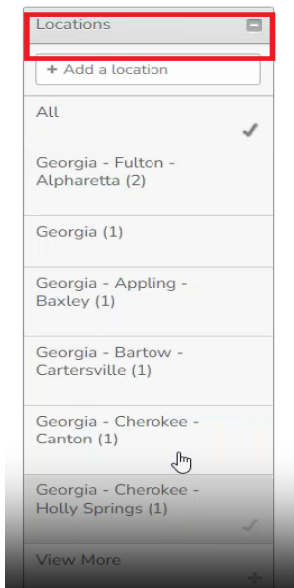 Locations
+ Add a location
All
Georgia - Fulton -
Alpharetta (2)
Georgia (1)
Georgia - Appling -
Baxley (1)
Georgia - Bartow -
Cartersville (1)
Georgia - Cherokee -
Canton (1)
Georgia - Cherokee -
Holly Springs (1)
View More